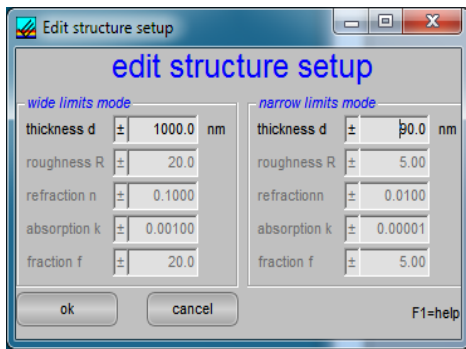 Edit structure setup
edit structure setup
wide limits mode
thickness d ± 1000.0 nm
roughness R ± 20.0
refraction n ± 0.1000
absorption k ± 0.00100
fraction f ± 20.0
narrow limits mode
thickness d ± 90.0 nm
roughness R ± 5.00
refractionn ± 0.0100
absorption k ± 0.00001
fraction f ± 5.00
ok cancel F1=help